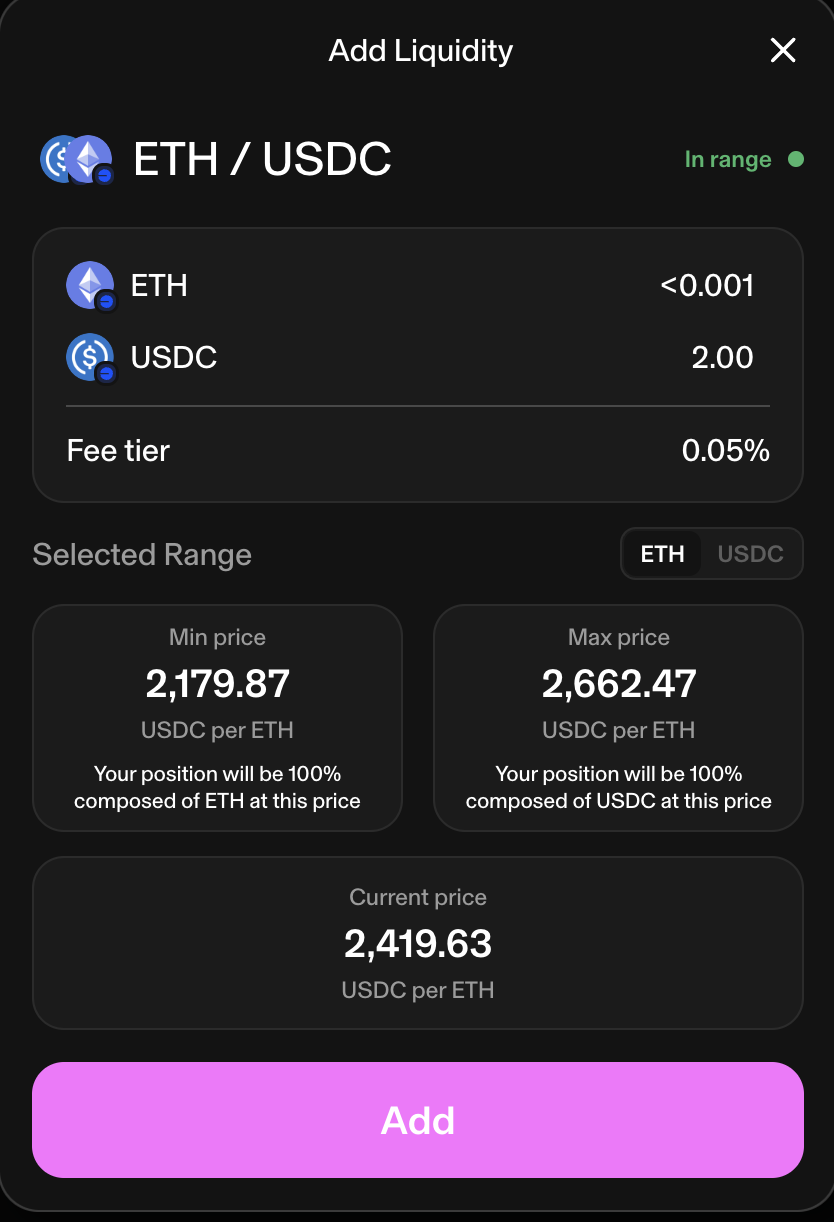 Add Liquidity
ETH / USDC
In range
ETH
<0.001
USDC
2.00
Fee tier
0.05%
Selected Range
ETH
USDC
Min price
2,179.87
USDC per ETH
Your position will be 100%
composed of ETH at this price
Max price
2,662.47
USDC per ETH
Your position will be 100%
composed of USDC at this price
Current price
2,419.63
USDC per ETH
Add